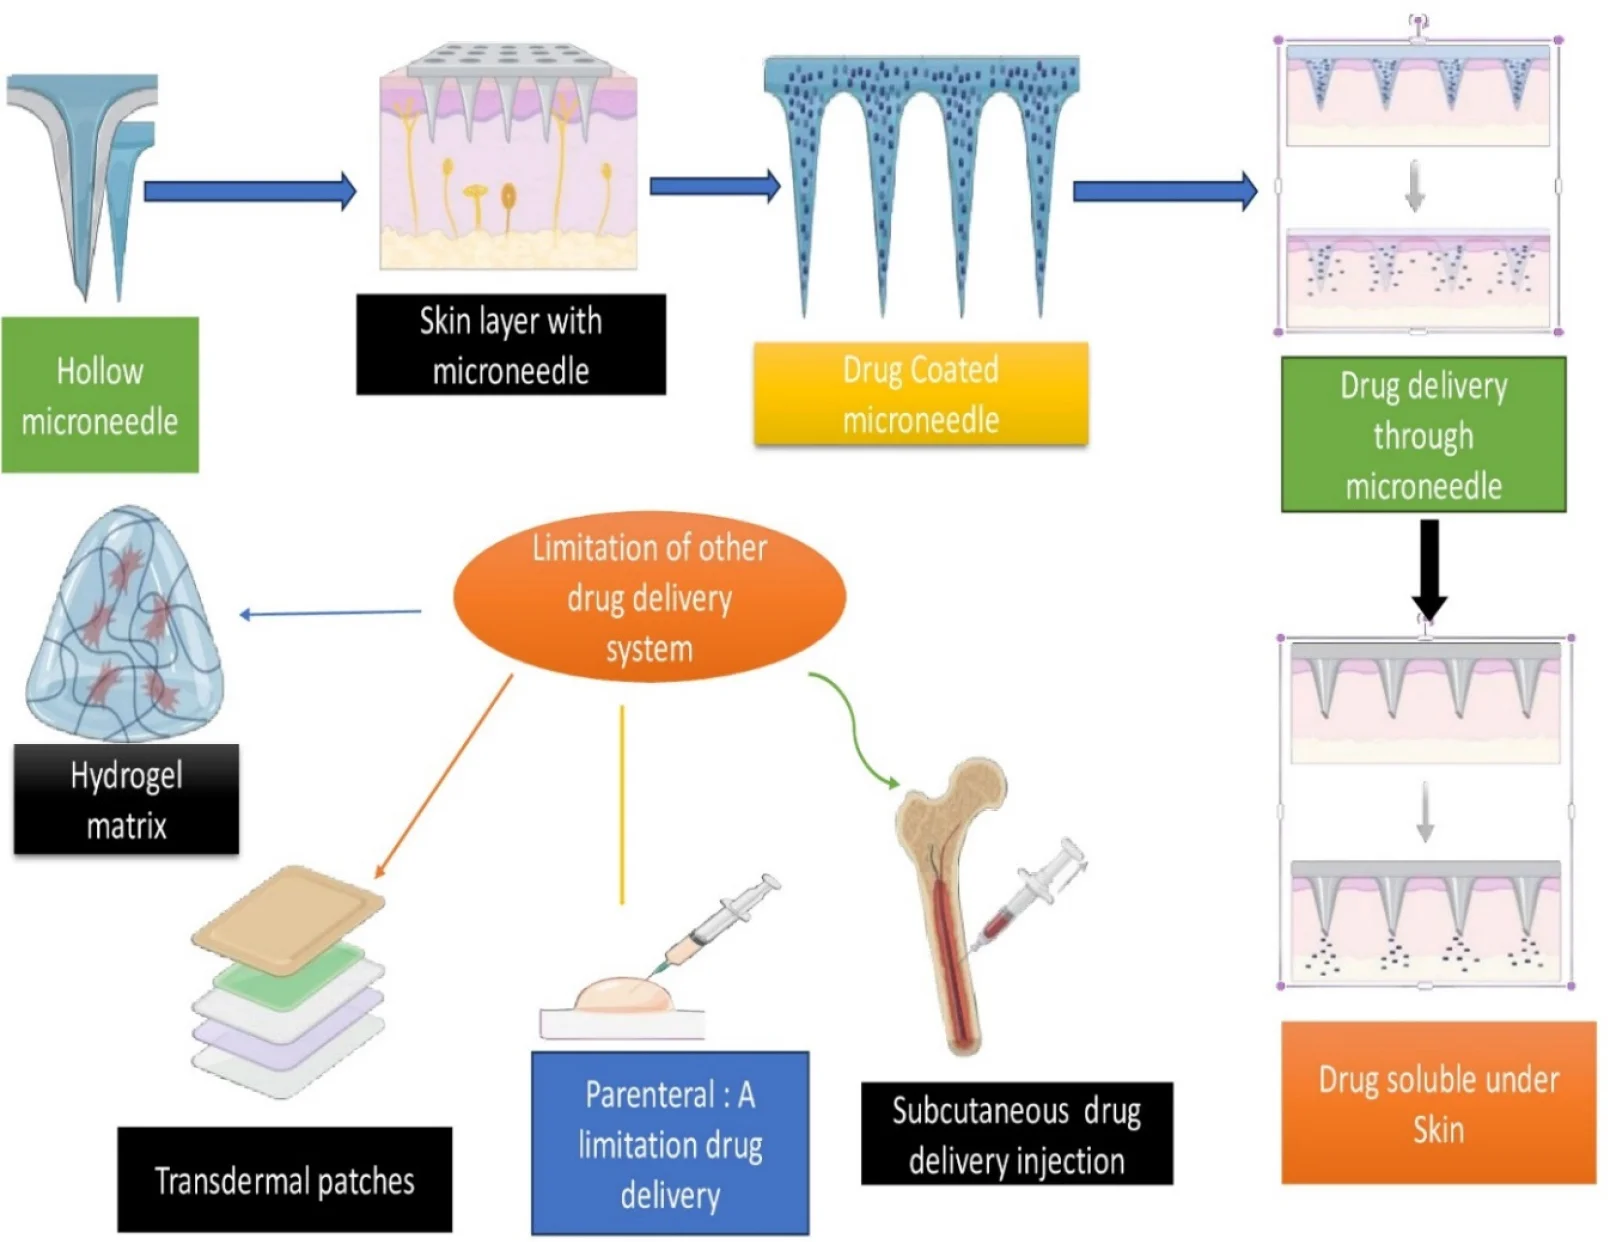 Hollow
microneedle
Skin layer with
microneedle
Drug Coated
microneedle
Drug delivery
through
microneedle
Limitation of other
drug delivery
system
Hydrogel
matrix
Transdermal patches
Parenteral : A
limitation drug
delivery
Subcutaneous drug
delivery injection
Drug soluble under
Skin